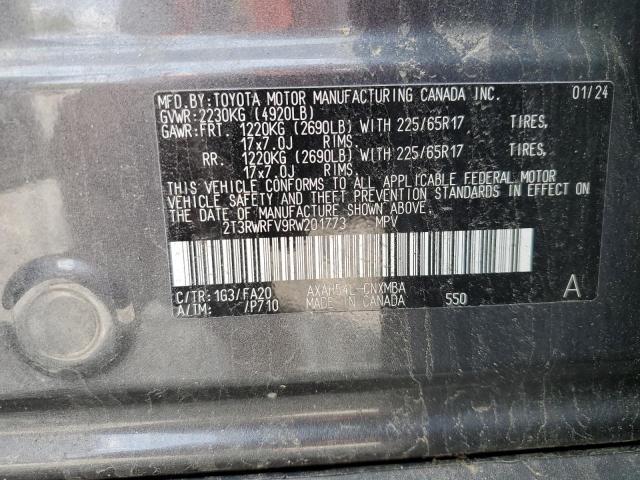 MFD.BY:TOYOTA MOTOR MANUFACTURING CANADA INC. 01/24
GVWR:2230KG (4920LB)
GAWR:FRT. 1220KG (2690LB) WITH 225/65R17 TIRES,
17x7.0J RIMS.
RR. 1220KG (2690LB) WITH 225/65R17 TIRES,
17x7.0J RIMS.
THIS VEHICLE CONFORMS TO ALL APPLICABLE FEDERAL MOTOR
VEHICLE SAFETY AND THEFT PREVENTION STANDARDS IN EFFECT ON
THE DATE OF MANUFACTURE SHOWN ABOVE.
2T3RWRFV9RW201773 MPV
C/TR:1G3/FA20 AXAH54L-CNXMBA A
A/TM: /P710 MADE IN CANADA 550